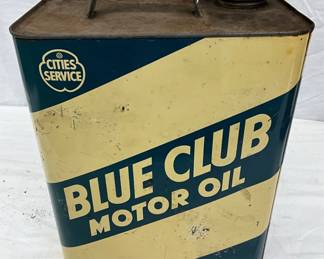 CITIES
SERVICE
BLUE CLUB
MOTOR OIL